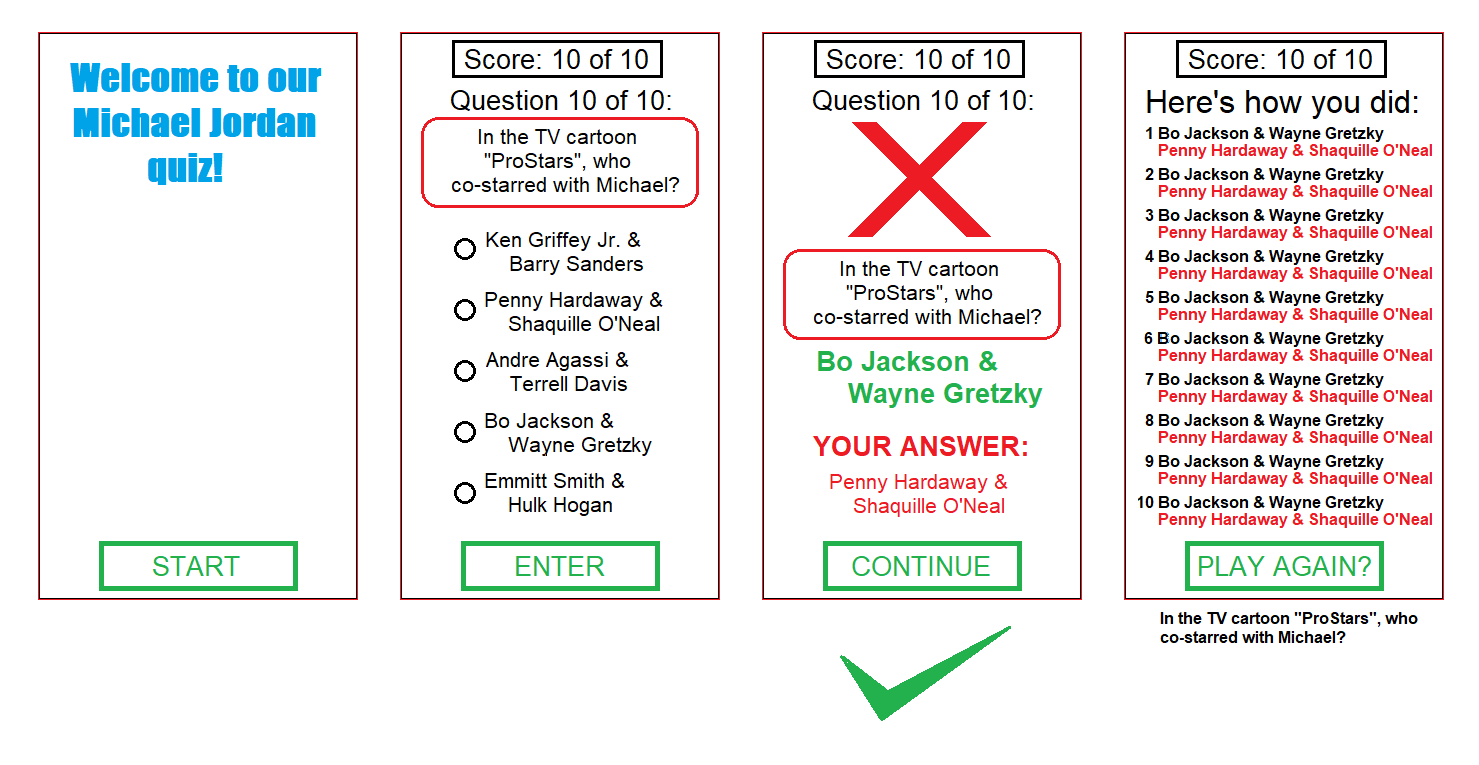 Welcome to our
Michael Jordan
quiz!
START
Score: 10 of 10
Question 10 of 10:
In the TV cartoon
"ProStars", who
co-starred with Michael?
Ken Griffey Jr. &
Barry Sanders
Penny Hardaway &
Shaquille O'Neal
Andre Agassi &
Terrell Davis
Bo Jackson &
Wayne Gretzky
Emmitt Smith &
Hulk Hogan
ENTER
Score: 10 of 10
Question 10 of 10:
In the TV cartoon
"ProStars", who
co-starred with Michael?
Bo Jackson &
Wayne Gretzky
YOUR ANSWER:
Penny Hardaway &
Shaquille O'Neal
CONTINUE
Score: 10 of 10
Here's how you did:
1 Bo Jackson & Wayne Gretzky
Penny Hardaway & Shaquille O'Neal
2 Bo Jackson & Wayne Gretzky
Penny Hardaway & Shaquille O'Neal
3 Bo Jackson & Wayne Gretzky
Penny Hardaway & Shaquille O'Neal
4 Bo Jackson & Wayne Gretzky
Penny Hardaway & Shaquille O'Neal
5 Bo Jackson & Wayne Gretzky
Penny Hardaway & Shaquille O'Neal
6 Bo Jackson & Wayne Gretzky
Penny Hardaway & Shaquille O'Neal
7 Bo Jackson & Wayne Gretzky
Penny Hardaway & Shaquille O'Neal
8 Bo Jackson & Wayne Gretzky
Penny Hardaway & Shaquille O'Neal
9 Bo Jackson & Wayne Gretzky
Penny Hardaway & Shaquille O'Neal
10 Bo Jackson & Wayne Gretzky
Penny Hardaway & Shaquille O'Neal
PLAY AGAIN?
In the TV cartoon "ProStars", who
co-starred with Michael?